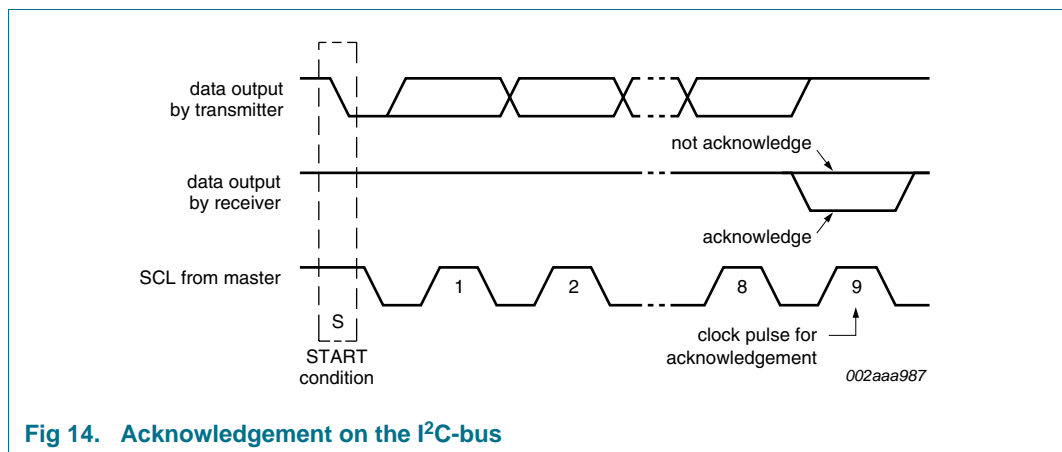 data output
by transmitter
not acknowledge
data output
by receiver
acknowledge
SCL from master
1
2
8
9
S
START
condition
clock pulse for
acknowledgement
002aaa987
Fig 14. Acknowledgement on the I²C-bus